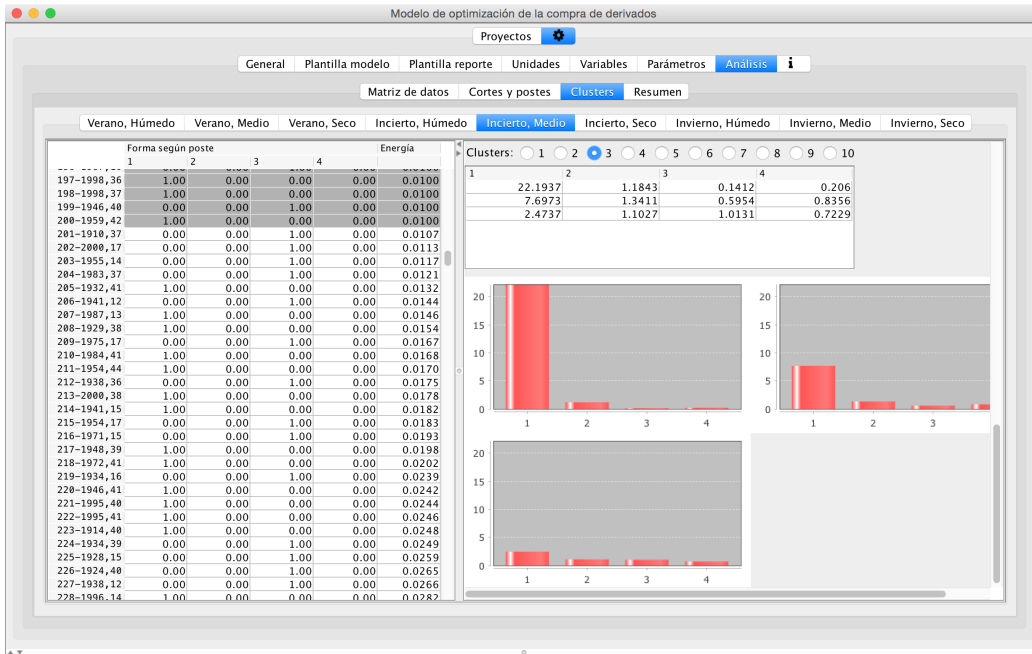 Modelo de optimización de la compra de derivados
Proyectos
General Plantilla modelo Plantilla reporte Unidades Variables Parámetros Análisis i
Matriz de datos Cortes y postes Clusters Resumen
Verano, Húmedo Verano, Medio Verano, Seco Incierto, Humedo Incierto, Medio Incierto, Seco Invierno, Húmedo Invierno, Medio Invierno, Seco
Forma según poste Energía
1 2 3 4
197-1998,36 1.00 0.00 0.00 0.00 0.0100
198-1998,37 1.00 0.00 0.00 0.00 0.0100
199-1946,40 0.00 0.00 1.00 0.00 0.0100
200-1959,42 1.00 0.00 0.00 0.00 0.0100
201-1910,37 0.00 0.00 1.00 0.00 0.0107
202-2000,17 0.00 0.00 1.00 0.00 0.0113
203-1955,14 0.00 0.00 1.00 0.00 0.0117
204-1983,37 0.00 0.00 1.00 0.00 0.0121
205-1932,41 1.00 0.00 0.00 0.00 0.0132
206-1941,12 0.00 0.00 1.00 0.00 0.0144
207-1987,13 1.00 0.00 0.00 0.00 0.0146
208-1929,38 1.00 0.00 0.00 0.00 0.0154
209-1975,17 0.00 0.00 1.00 0.00 0.0167
210-1984,41 1.00 0.00 0.00 0.00 0.0168
211-1954,44 1.00 0.00 0.00 0.00 0.0170
212-1938,36 0.00 0.00 1.00 0.00 0.0175
213-2000,38 1.00 0.00 0.00 0.00 0.0178
214-1941,15 1.00 0.00 0.00 0.00 0.0182
215-1954,17 0.00 0.00 1.00 0.00 0.0183
216-1971,15 0.00 0.00 1.00 0.00 0.0193
217-1948,39 1.00 0.00 0.00 0.00 0.0198
218-1972,41 1.00 0.00 0.00 0.00 0.0202
219-1934,16 0.00 0.00 1.00 0.00 0.0239
220-1946,41 1.00 0.00 0.00 0.00 0.0242
221-1995,40 1.00 0.00 0.00 0.00 0.0244
222-1995,41 1.00 0.00 0.00 0.00 0.0246
223-1914,40 1.00 0.00 0.00 0.00 0.0248
224-1934,39 0.00 0.00 1.00 0.00 0.0249
225-1928,15 0.00 0.00 1.00 0.00 0.0259
226-1924,40 0.00 0.00 1.00 0.00 0.0265
227-1938,12 0.00 0.00 1.00 0.00 0.0266
228-1996,14 1.00 0.00 0.00 0.00 0.0282
Clusters: 1 2 3 4 5 6 7 8 9 10
1 2 3 4
22.1937 1.1843 0.1412 0.206
7.6973 1.3411 0.5954 0.8356
2.4737 1.1027 1.0131 0.7229
20
15
10
5
0
1 2 3 4
20
15
10
5
0
1 2 3
20
15
10
5
0
1 2 3 4